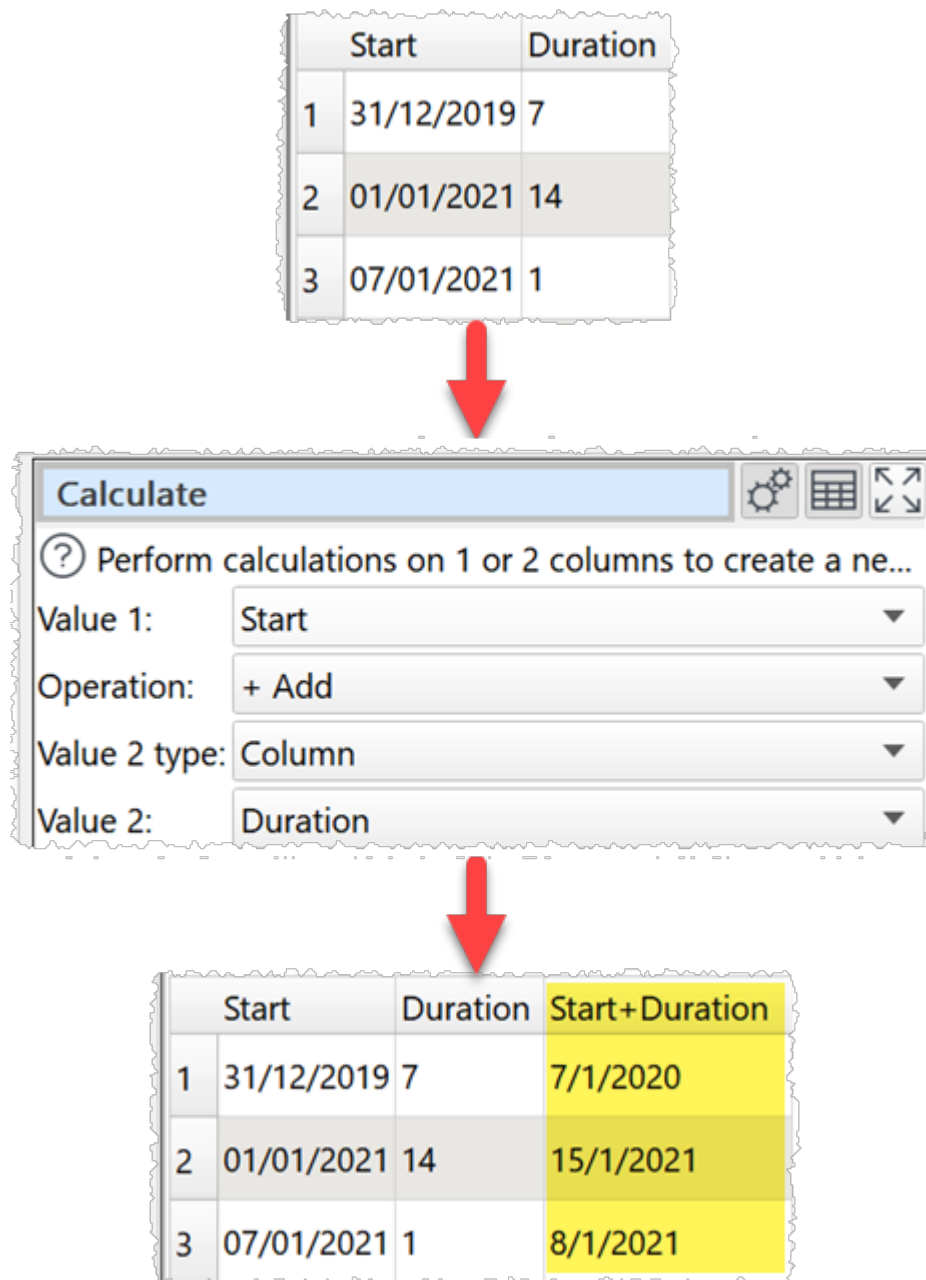 Start Duration
1 31/12/2019 7
2 01/01/2021 14
3 07/01/2021 1
Calculate
? Perform calculations on 1 or 2 columns to create a ne...
Value 1: Start
Operation: + Add
Value 2 type: Column
Value 2: Duration
Start Duration Start+Duration
1 31/12/2019 7 7/1/2020
2 01/01/2021 14 15/1/2021
3 07/01/2021 1 8/1/2021